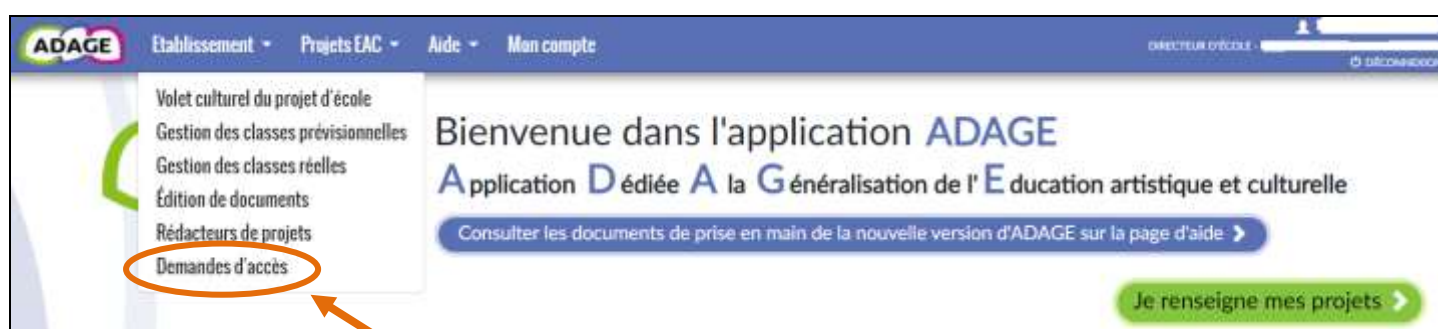 ADAGE Etablissement Projets EAC Aide Mon compte
DIRECTEUR D'ÉCOLE -
DÉCONNEXION
Volet culturel du projet d'école
Gestion des classes prévisionnelles
Gestion des classes réelles
Édition de documents
Rédacteurs de projets
Demandes d'accès
Bienvenue dans l'application ADAGE
Application Dédiée A la Généralisation de l'Education artistique et culturelle
Consulter les documents de prise en main de la nouvelle version d'ADAGE sur la page d'aide
Je renseigne mes projets